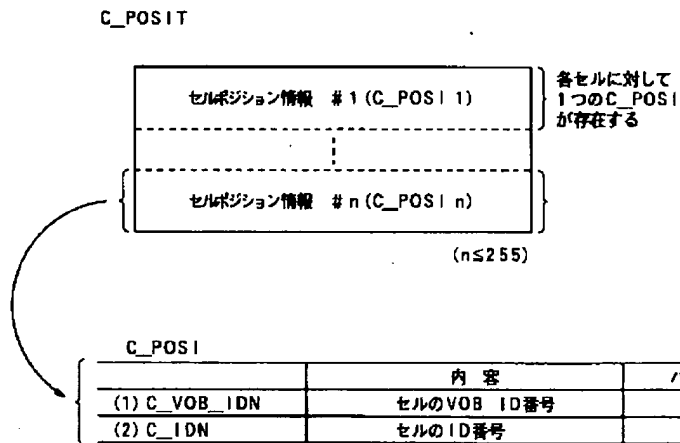 C_POSIT
セルポジション情報 #1(C_POSI 1)
各セルに対して
1つのC_POSI
が存在する
セルポジション情報 #n(C_POSI n)
(n≦255)
C_POSI
内 容
(1) C_VOB_IDN セルのVOB ID番号
(2) C_IDN セルのID番号